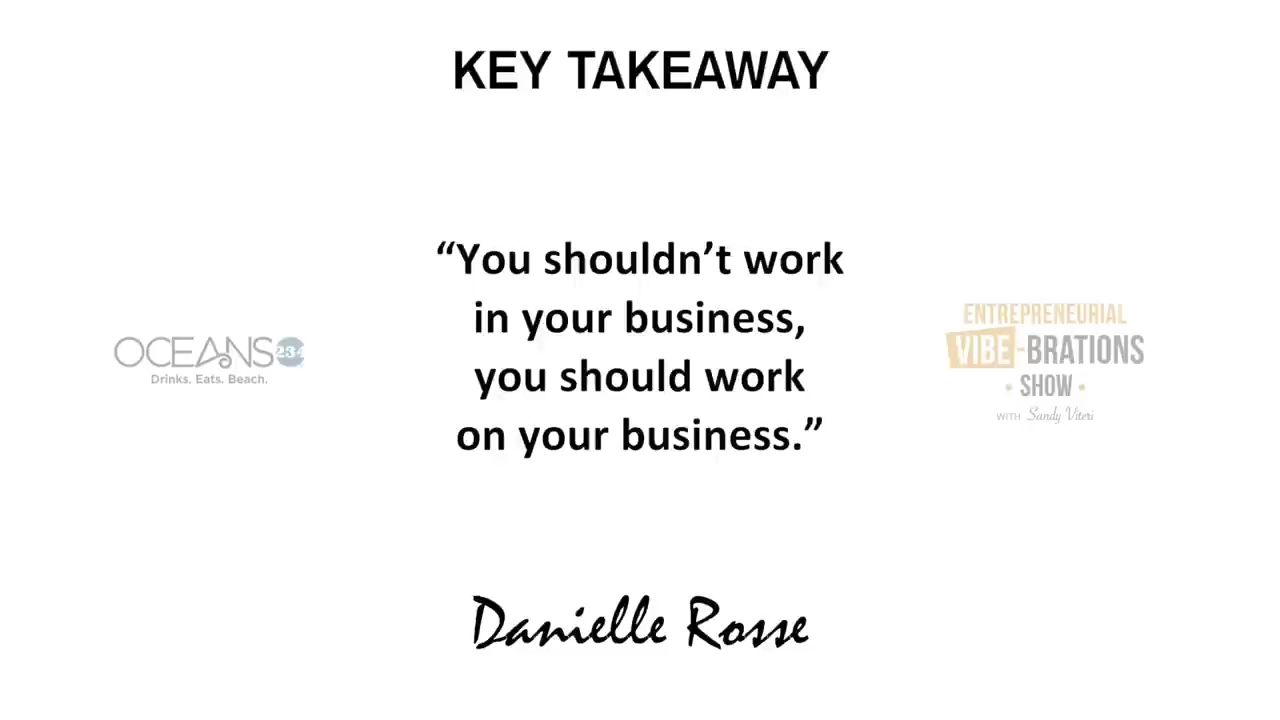 KEY TAKEAWAY
“You shouldn’t work
in your business,
you should work
on your business.”
OCEANS 234
Drinks. Eats. Beach.
ENTREPRENEURIAL
VIBE-BRATIONS
• SHOW •
WITH Sandy Viteri
Danielle Rosse